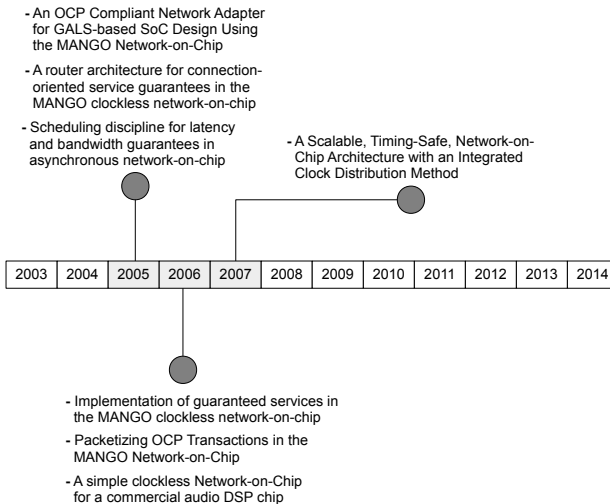 - An OCP Compliant Network Adapter
for GALS-based SoC Design Using
the MANGO Network-on-Chip
- A router architecture for connection-
oriented service guarantees in the
MANGO clockless network-on-chip
- Scheduling discipline for latency
and bandwidth guarantees in
asynchronous network-on-chip
- A Scalable, Timing-Safe, Network-on-
Chip Architecture with an Integrated
Clock Distribution Method
2003 2004 2005 2006 2007 2008 2009 2010 2011 2012 2013 2014
- Implementation of guaranteed services in
the MANGO clockless network-on-chip
- Packetizing OCP Transactions in the
MANGO Network-on-Chip
- A simple clockless Network-on-Chip
for a commercial audio DSP chip